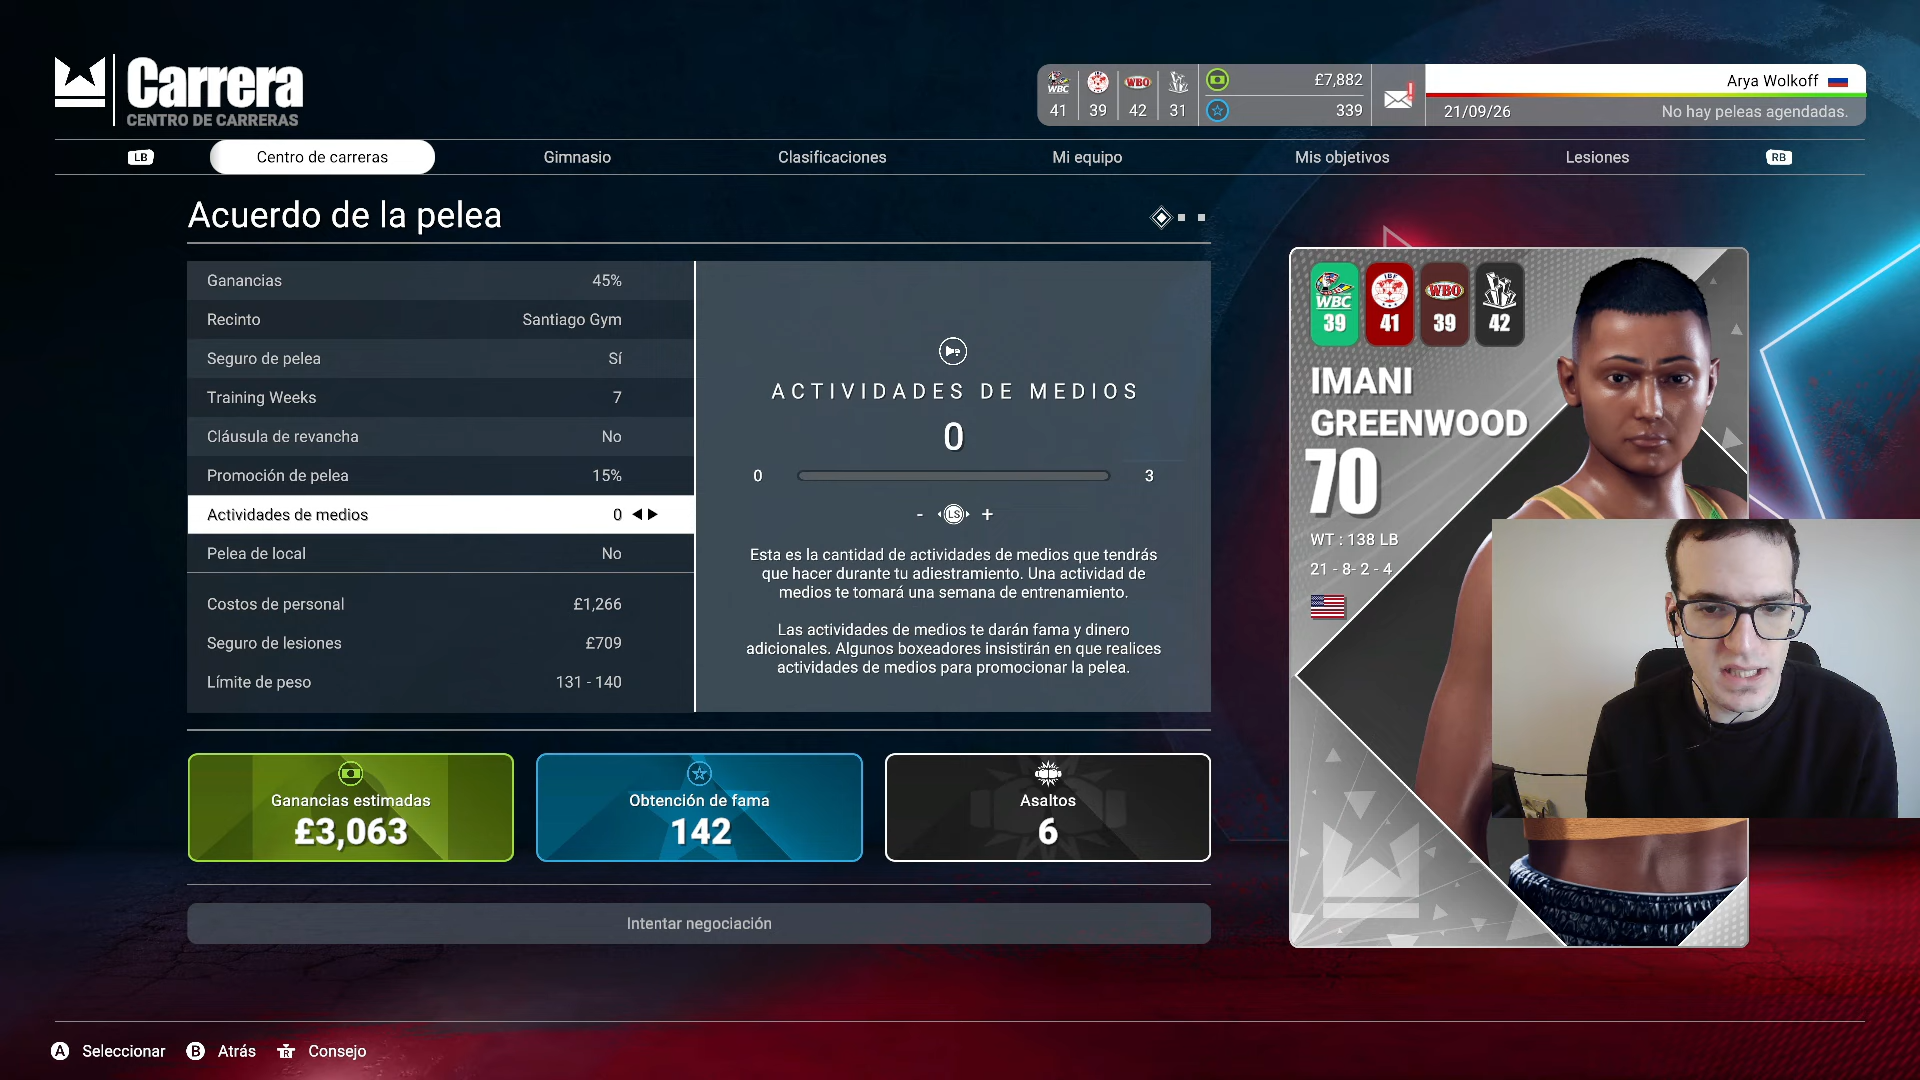 Carrera
CENTRO DE CARRERAS
WBC
WBO
41
39
42
31
£7,882
339
Arya Wolkoff
21/09/26
No hay peleas agendadas.
LB
Centro de carreras
Gimnasio
Clasificaciones
Mi equipo
Mis objetivos
Lesiones
RB
Acuerdo de la pelea
Ganancias 45%
Recinto Santiago Gym
Seguro de pelea Sí
Training Weeks 7
Cláusula de revancha No
Promoción de pelea 15%
Actividades de medios 0
Pelea de local No
Costos de personal £1,266
Seguro de lesiones £709
Límite de peso 131 - 140
ACTIVIDADES DE MEDIOS
0
0 3
- LS +
Esta es la cantidad de actividades de medios que tendrás
que hacer durante tu adiestramiento. Una actividad de
medios te tomará una semana de entrenamiento.
Las actividades de medios te darán fama y dinero
adicionales. Algunos boxeadores insistirán en que realices
actividades de medios para promocionar la pelea.
Ganancias estimadas
£3,063
Obtención de fama
142
Asaltos
6
Intentar negociación
WBC
39
IBF
41
WBO
39
42
IMANI
GREENWOOD
70
WT : 138 LB
21 - 8- 2 - 4
A Seleccionar
B Atrás
R Consejo